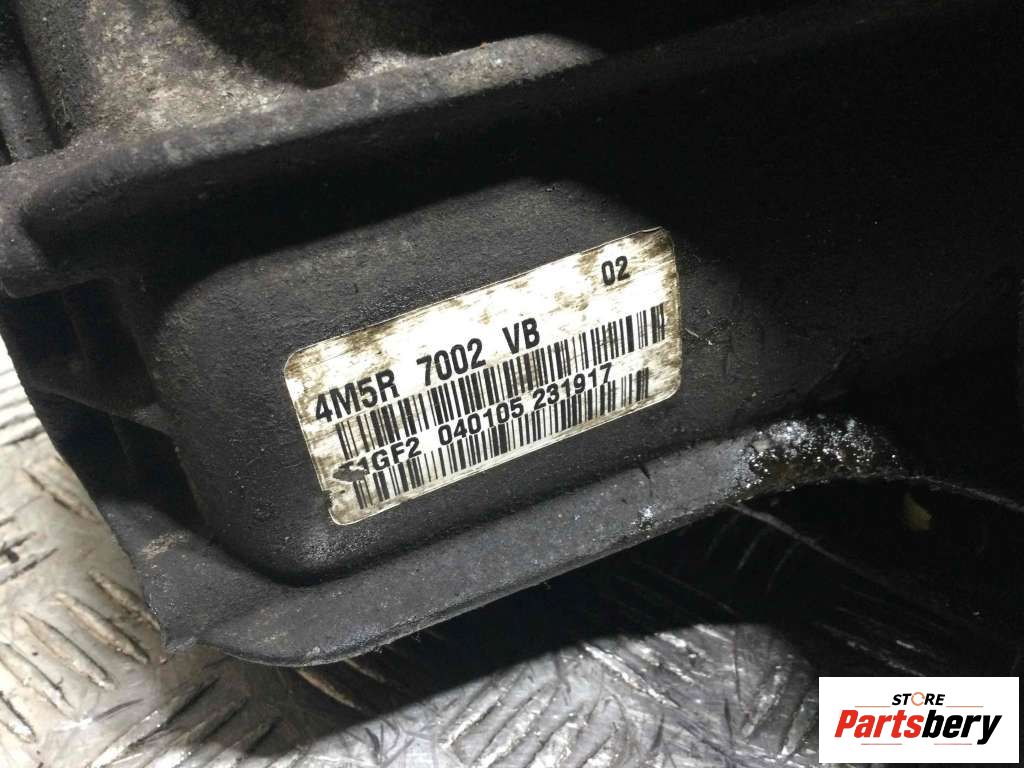 02
4M5R 7002 VB
1GF2 040105 231917
STORE
Partsbery